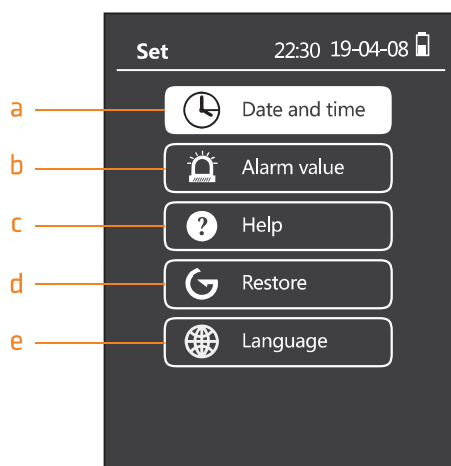 Set 22:30 19-04-08
a Date and time
b Alarm value
c ? Help
d Restore
e Language